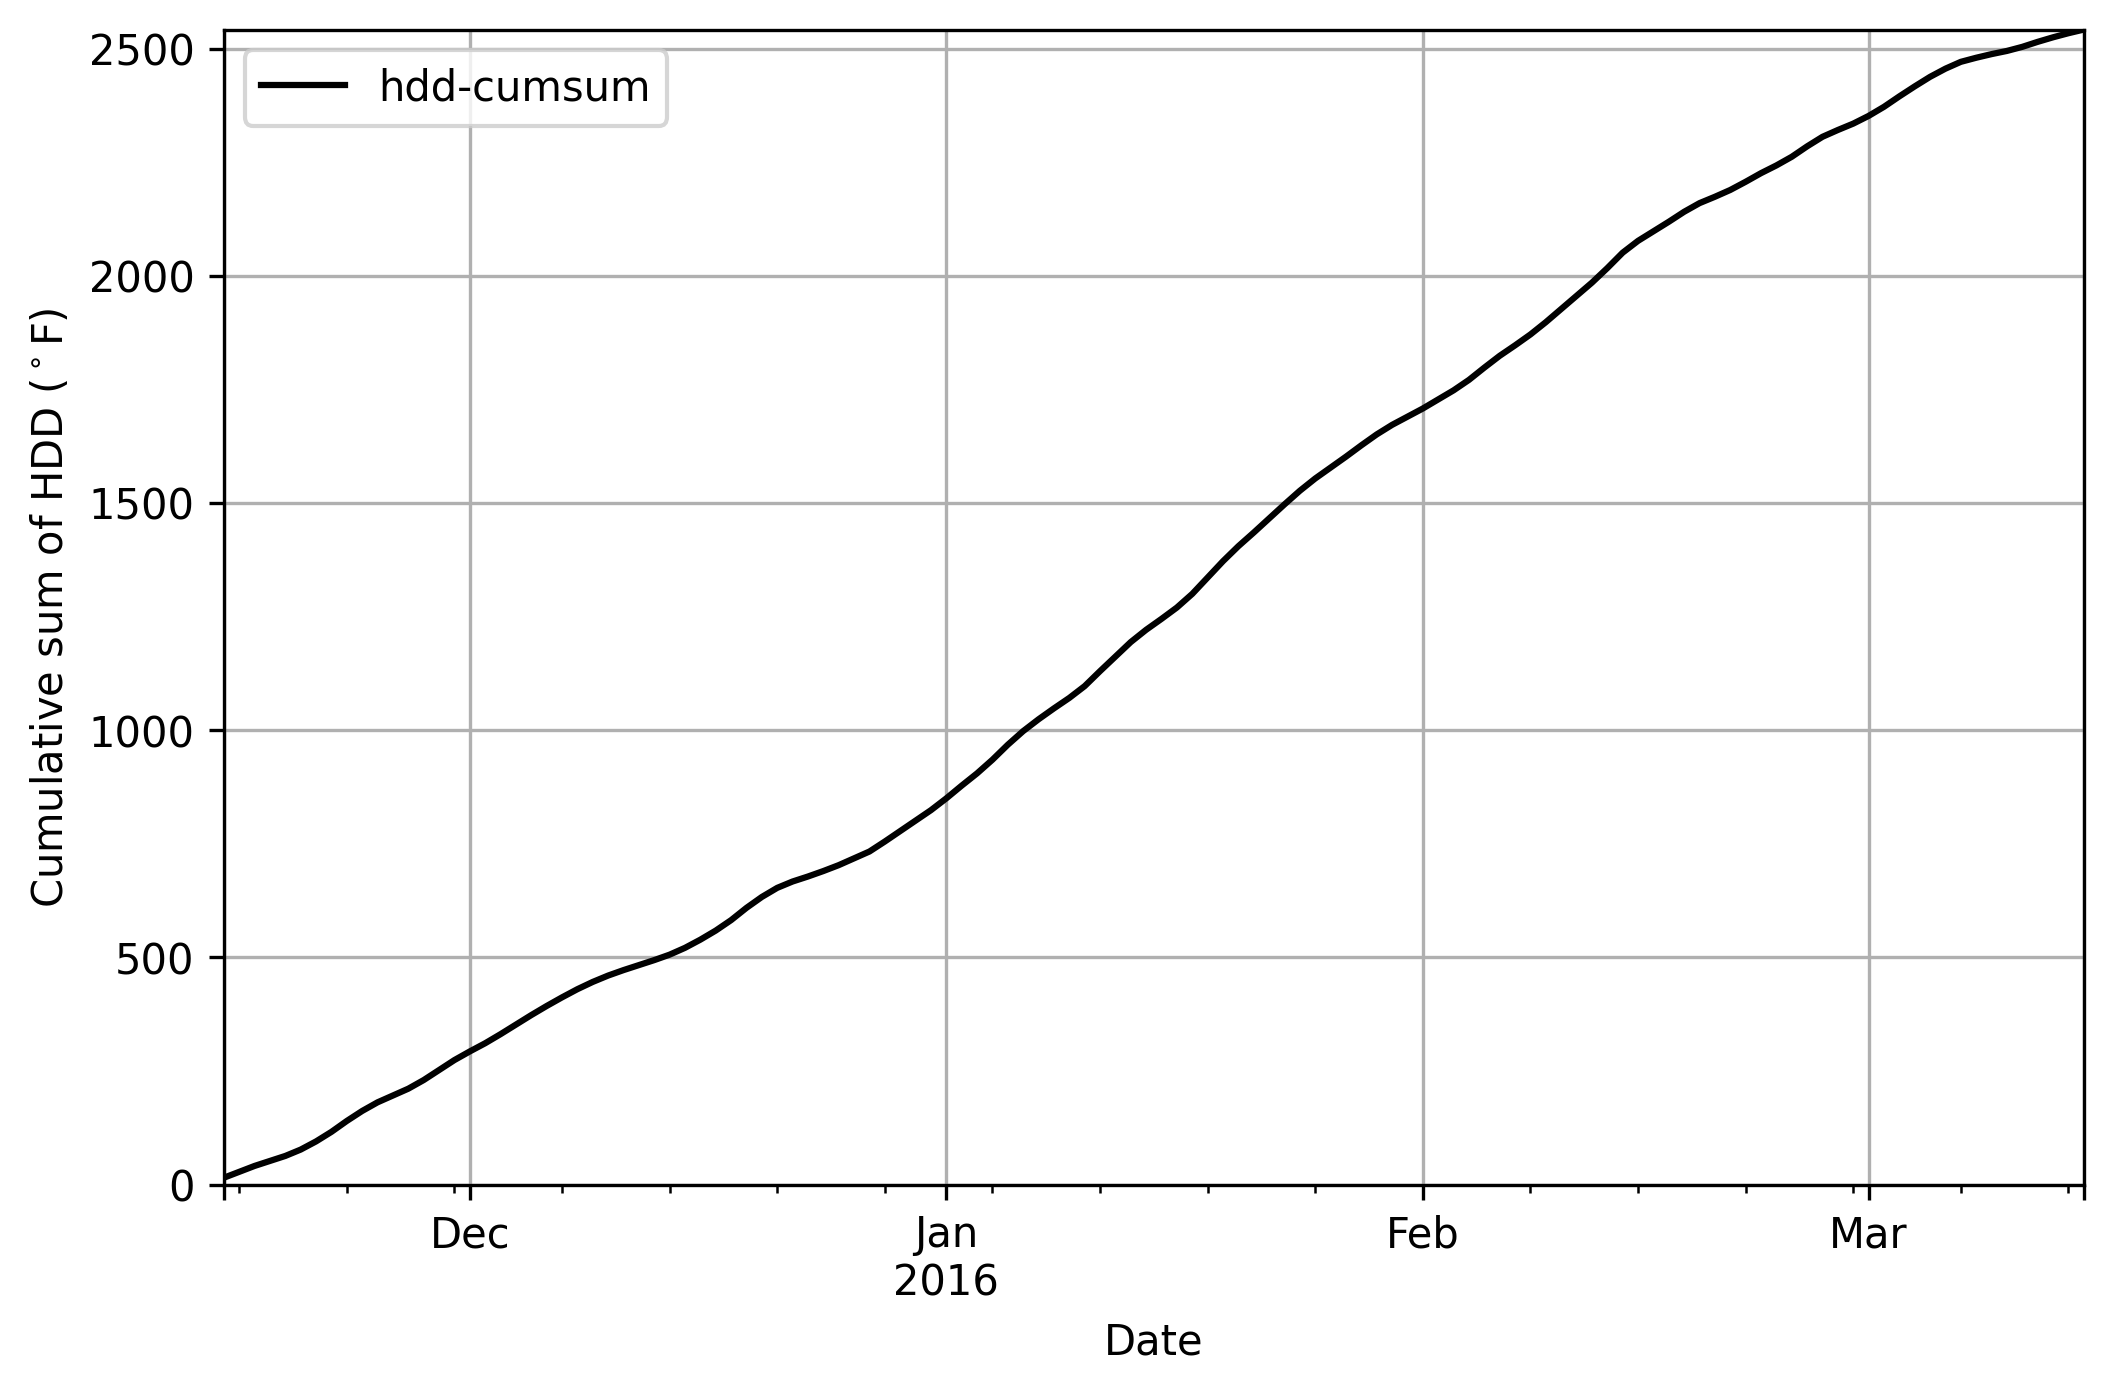 hdd-cumsum
Cumulative sum of HDD (°F)
2500
2000
1500
1000
500
0
Dec
Jan
2016
Feb
Mar
Date